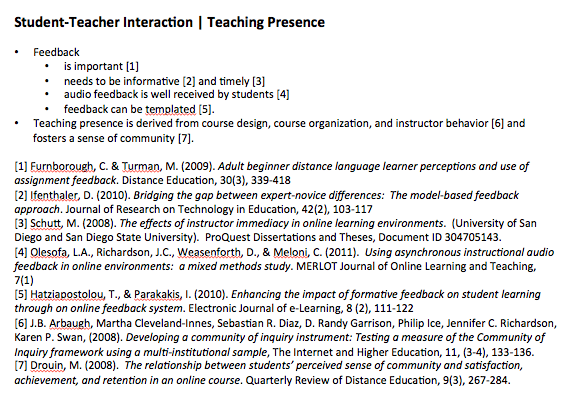 Student-Teacher Interaction | Teaching Presence
• Feedback
• is important [1]
• needs to be informative [2] and timely [3]
• audio feedback is well received by students [4]
• feedback can be templated [5].
• Teaching presence is derived from course design, course organization, and instructor behavior [6] and
fosters a sense of community [7].
[1] Furnborough, C. & Turman, M. (2009). Adult beginner distance language learner perceptions and use of
assignment feedback. Distance Education, 30(3), 339-418
[2] Ifenthaler, D. (2010). Bridging the gap between expert-novice differences: The model-based feedback
approach. Journal of Research on Technology in Education, 42(2), 103-117
[3] Schutt, M. (2008). The effects of instructor immediacy in online learning environments. (University of San
Diego and San Diego State University). ProQuest Dissertations and Theses, Document ID 304705143.
[4] Olesofa, L.A., Richardson, J.C., Weasenforth, D., & Meloni, C. (2011). Using asynchronous instructional audio
feedback in online environments: a mixed methods study. MERLOT Journal of Online Learning and Teaching,
7(1)
[5] Hatziapostolou, T., & Parakakis, I. (2010). Enhancing the impact of formative feedback on student learning
through on online feedback system. Electronic Journal of e-Learning, 8 (2), 111-122
[6] J.B. Arbaugh, Martha Cleveland-Innes, Sebastian R. Diaz, D. Randy Garrison, Philip Ice, Jennifer C. Richardson,
Karen P. Swan, (2008). Developing a community of inquiry instrument: Testing a measure of the Community of
Inquiry framework using a multi-institutional sample, The Internet and Higher Education, 11, (3-4), 133-136.
[7] Drouin, M. (2008). The relationship between students' perceived sense of community and satisfaction,
achievement, and retention in an online course. Quarterly Review of Distance Education, 9(3), 267-284.